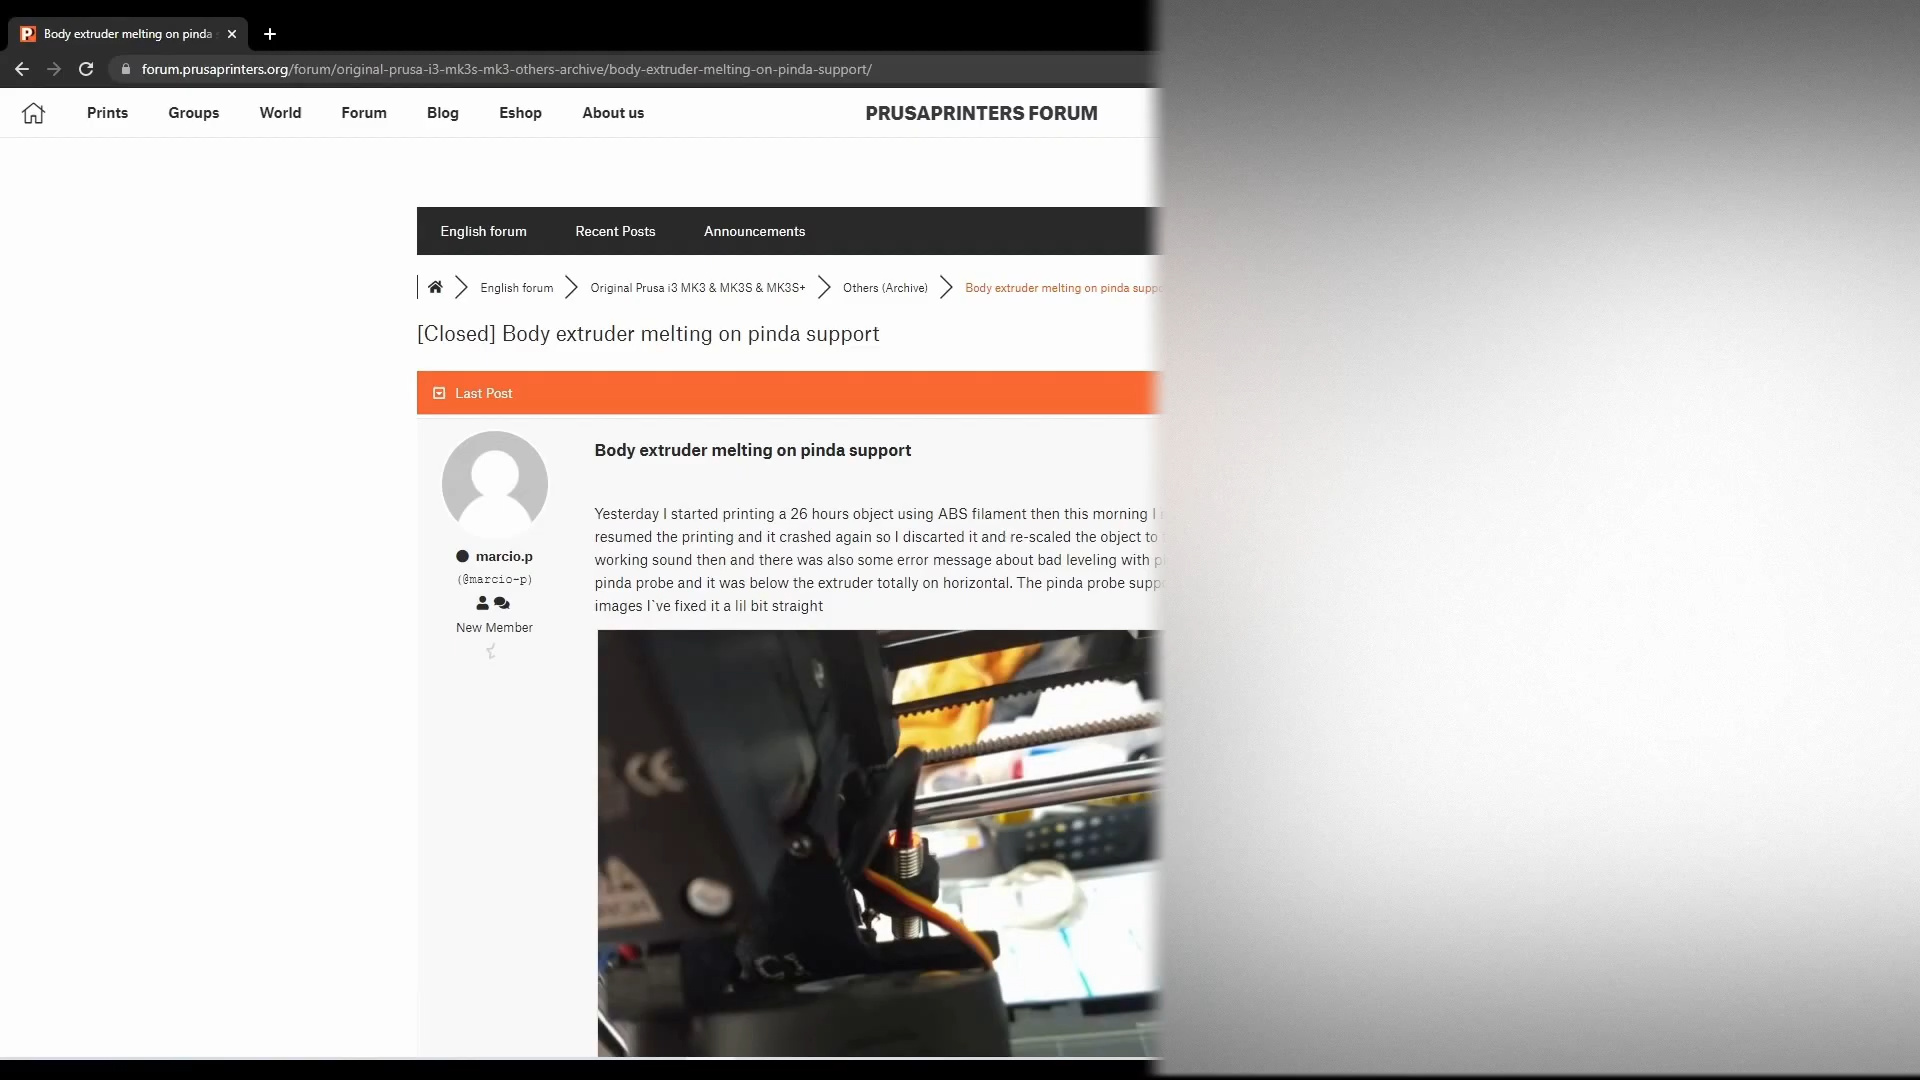 Body extruder melting on pinda
forum.prusaprinters.org/forum/original-prusa-i3-mk3s-mk3-others-archive/body-extruder-melting-on-pinda-support/
Prints Groups World Forum Blog Eshop About us PRUSAPRINTERS FORUM
English forum Recent Posts Announcements
English forum Original Prusa i3 MK3 & MK3S & MK3S+ Others (Archive) Body extruder melting on pinda suppo
[Closed] Body extruder melting on pinda support
Last Post
Body extruder melting on pinda support
Yesterday I started printing a 26 hours object using ABS filament then this morning I
resumed the printing and it crashed again so I discarted it and re-scaled the object to
working sound then and there was also some error message about bad leveling with
pinda probe and it was below the extruder totally on horizontal. The pinda probe supp
images I`ve fixed it a lil bit straight
marcio.p
(@marcio-p)
New Member
CE
C1